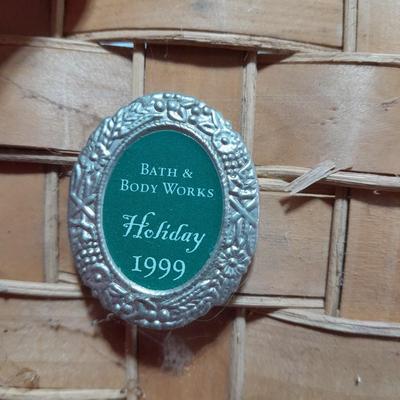 BATH &
BODY WORKS
Holiday
1999